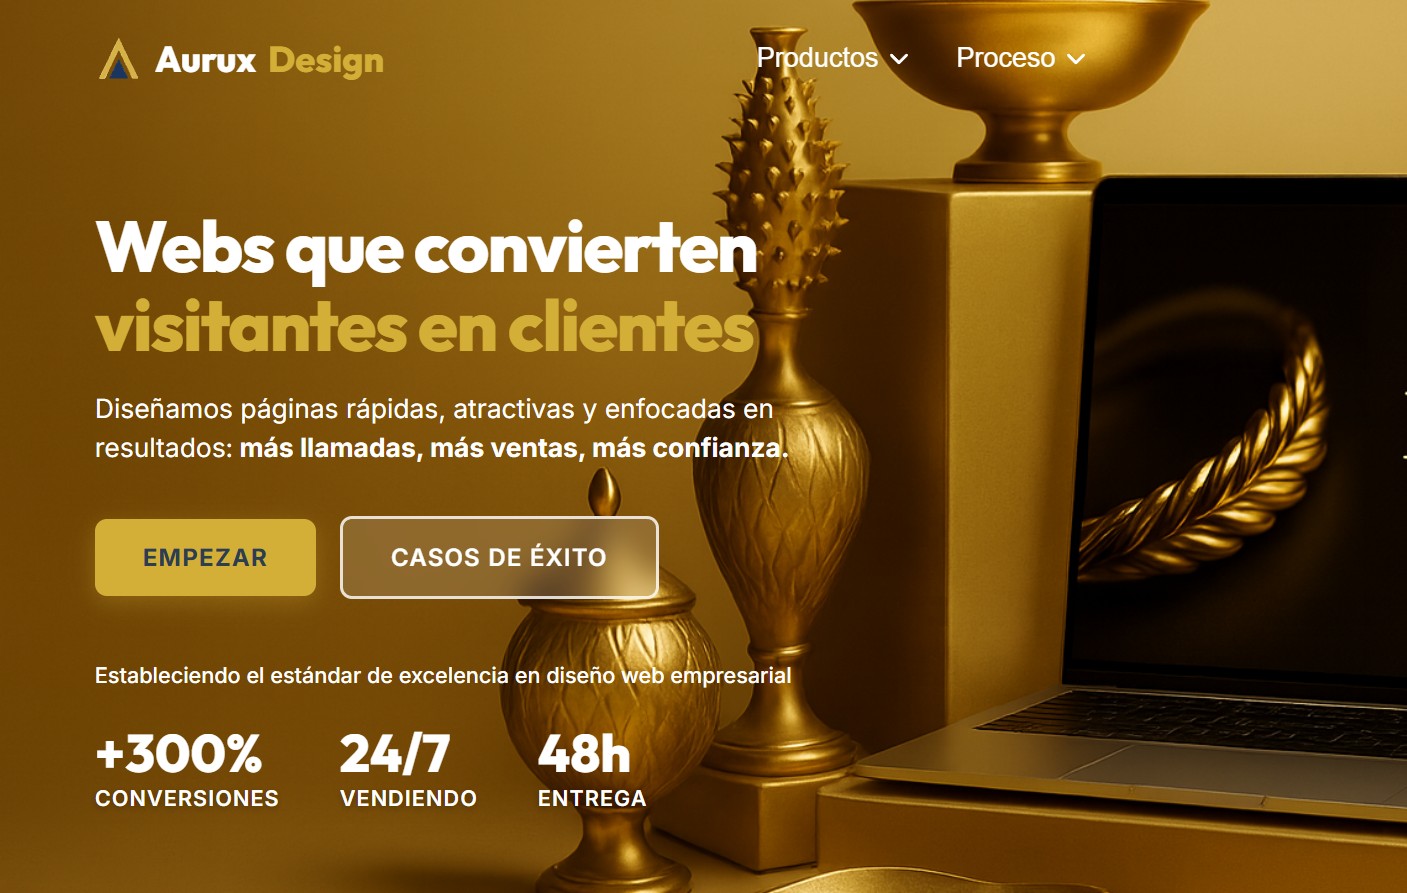 Aurux Design
Productos
Proceso
Webs que convierten
visitantes en clientes
Diseñamos páginas rápidas, atractivas y enfocadas en
resultados: más llamadas, más ventas, más confianza.
EMPEZAR
CASOS DE ÉXITO
Estableciendo el estándar de excelencia en diseño web empresarial
+300%
CONVERSIONES
24/7
VENDIENDO
48h
ENTREGA